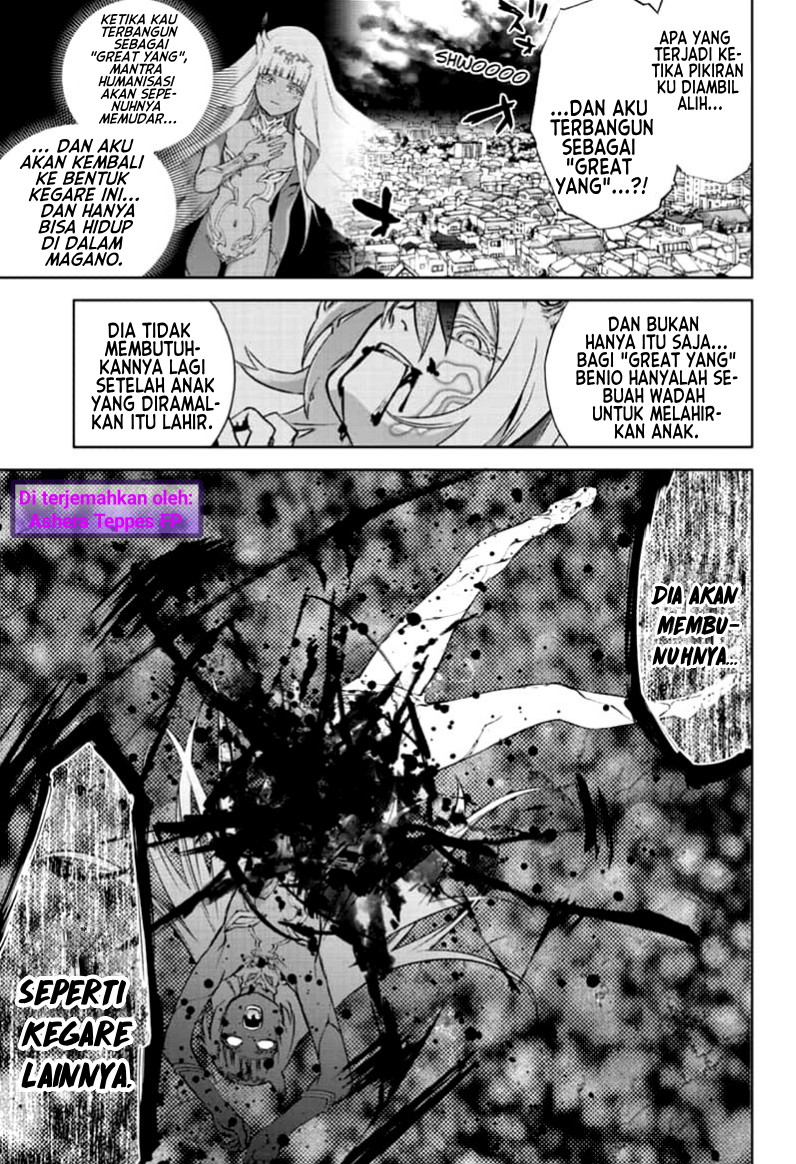 APA YANG
TERJADI KE-
TIKA PIKIRAN
KU DIAMBIL
ALIH...
...DAN AKU
TERBANGUN
SEBAGAI
"GREAT
YANG"...?!
SHWOOOO
KETIKA KAU
TERBANGUN
SEBAGAI
"GREAT YANG",
MANTRA
HUMANISASI
AKAN SEPE-
NUHNYA
MEMUDAR...
... DAN AKU
AKAN KEMBALI
KE BENTUK
KEGARE INI...
DAN HANYA
BISA HIDUP
DI DALAM
MAGANO.
DAN BUKAN
HANYA ITU SAJA...
BAGI "GREAT YANG"
BENIO HANYALAH SE-
BUAH WADAH
UNTUK MELAHIR-
KAN ANAK.
DIA TIDAK
MEMBUTUH-
KANNYA LAGI
SETELAH ANAK
YANG DIRAMAL-
KAN ITU LAHIR.
Di terjemahkan oleh:
Ashers Teppes FP
DIA AKAN
MEMBU-
NUHNYA...
SEPERTI
KEGARE
LAINNYA.